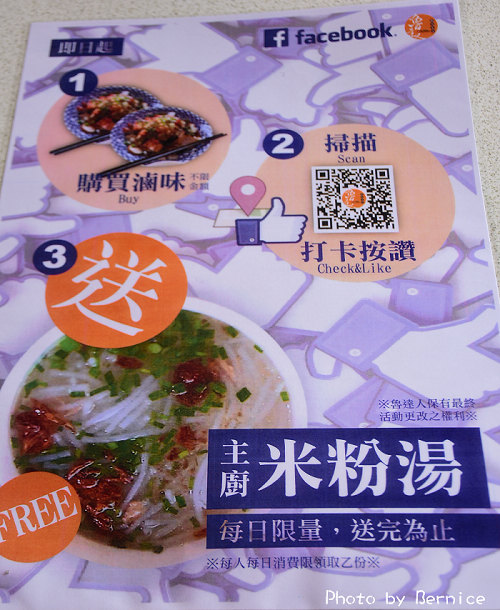 即日起
facebook
1
購買滷味 不限金額
Buy
2
掃描
Scan
打卡按讚
Check&Like
3
送
※魯達人保有最終
活動更改之權利※
主廚 米粉湯
FREE
每日限量，送完為止
※每人每日消費限領取乙份※
Photo by Bernice